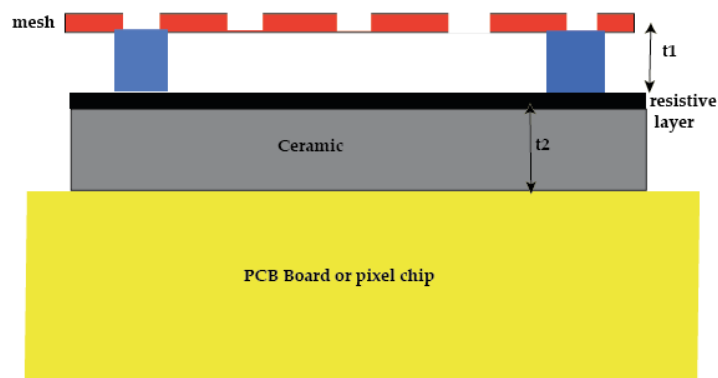 mesh
t1
resistive
layer
Ceramic
t2
PCB Board or pixel chip